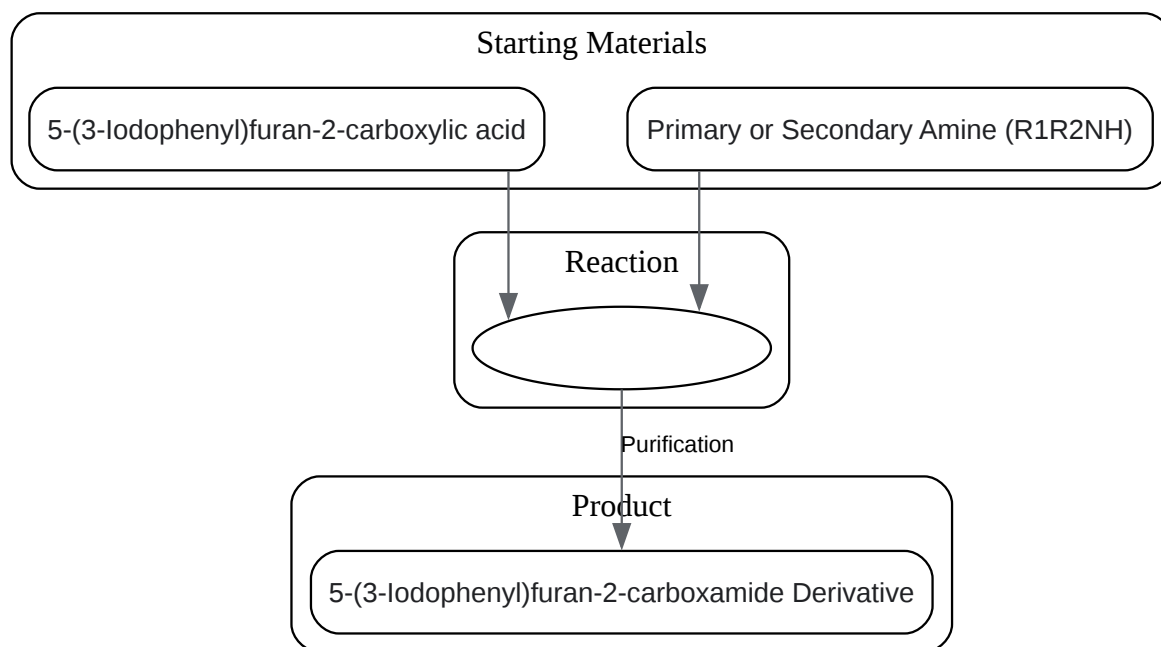 Starting Materials
5-(3-Iodophenyl)furan-2-carboxylic acid
Primary or Secondary Amine (R1R2NH)
Reaction
Purification
Product
5-(3-Iodophenyl)furan-2-carboxamide Derivative